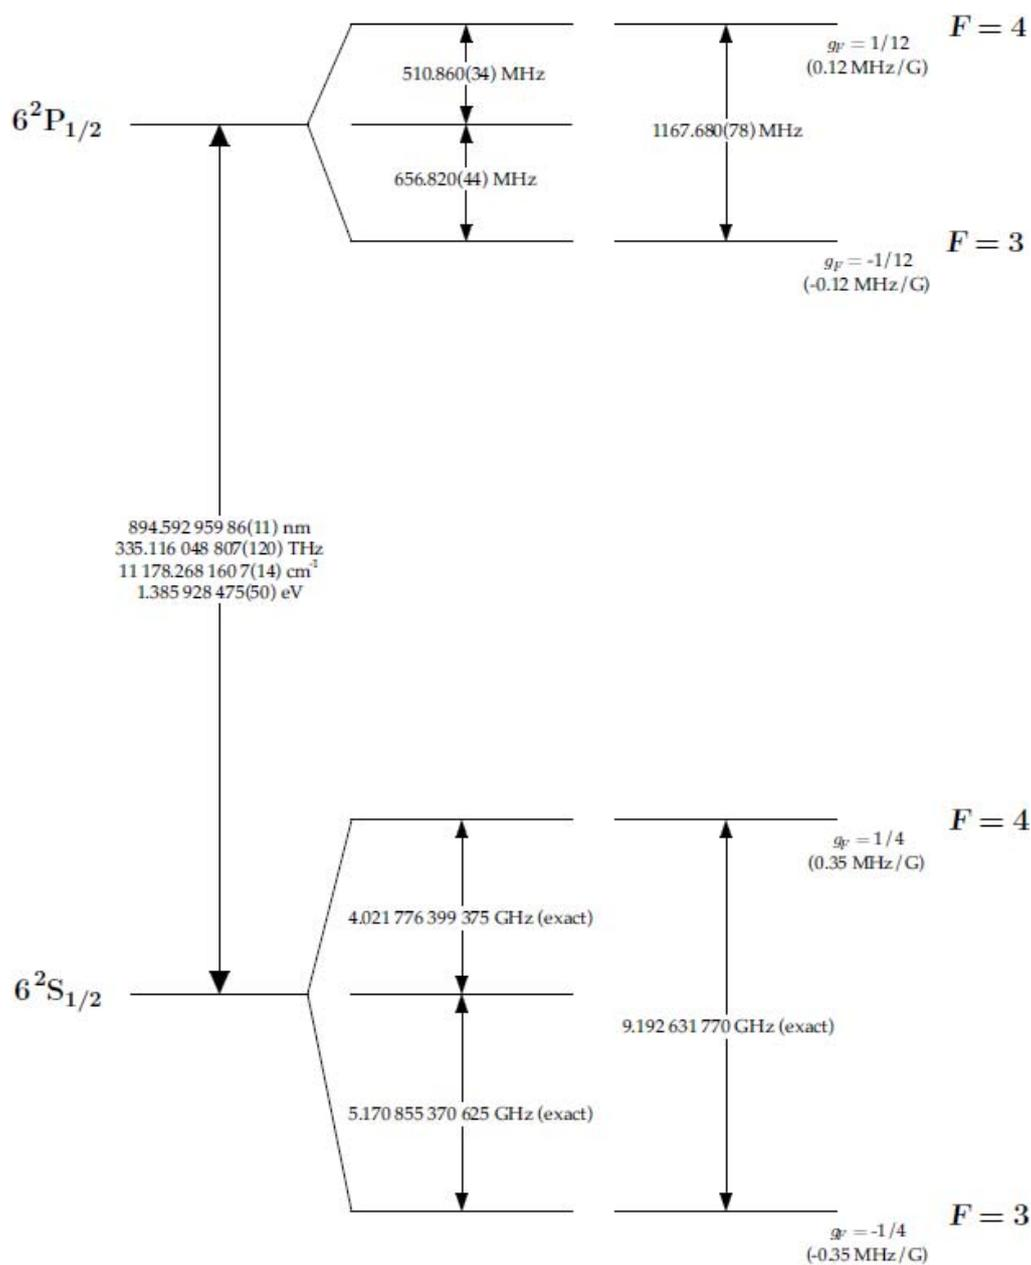 F = 4
g_F = 1/12
(0.12 MHz/G)
510.860(34) MHz
6²P₁/₂
1167.680(78) MHz
656.820(44) MHz
F = 3
g_F = -1/12
(-0.12 MHz/G)
894.592 959 86(11) nm
335.116 048 807(120) THz
11 178.268 160 7(14) cm⁻¹
1.385 928 475(50) eV
F = 4
g_F = 1/4
(0.35 MHz/G)
4.021 776 399 375 GHz (exact)
6²S₁/₂
9.192 631 770 GHz (exact)
5.170 855 370 625 GHz (exact)
F = 3
g_F = -1/4
(-0.35 MHz/G)